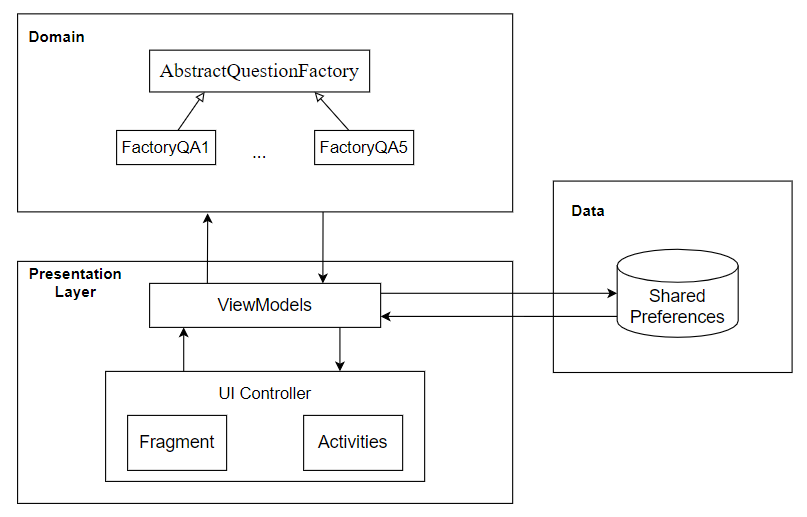 Domain
AbstractQuestionFactory
FactoryQA1
...
FactoryQA5
Data
Shared
Preferences
Presentation
Layer
ViewModels
UI Controller
Fragment
Activities